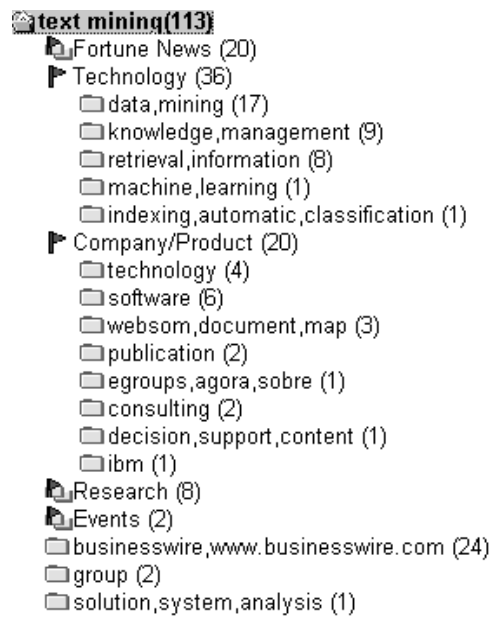 text mining(113)
Fortune News (20)
Technology (36)
data,mining (17)
knowledge,management (9)
retrieval,information (8)
machine,learning (1)
indexing,automatic,classification (1)
Company/Product (20)
technology (4)
software (6)
websom,document,map (3)
publication (2)
egroups,agora,sobre (1)
consulting (2)
decision,support,content (1)
ibm (1)
Research (8)
Events (2)
businesswire,www.businesswire.com (24)
group (2)
solution,system,analysis (1)